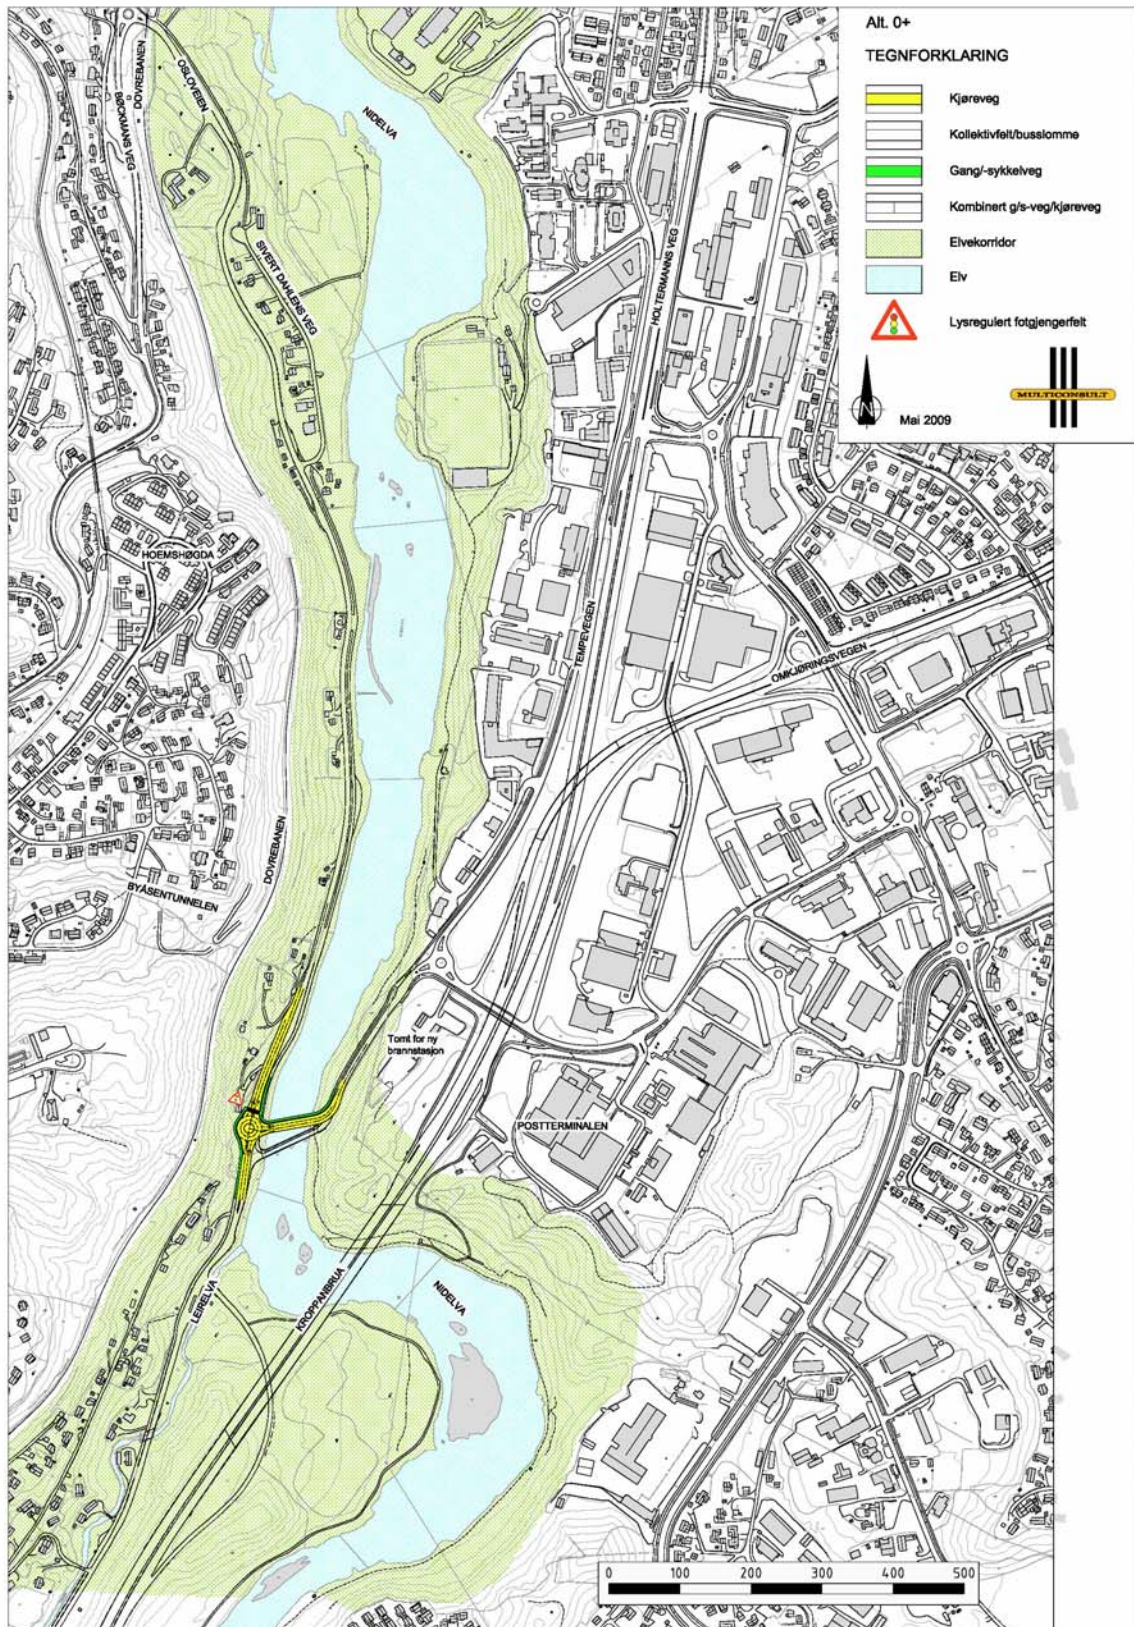 Alt. 0+
TEGNFORKLARING
Kjøreveg
Kollektivfelt/busslomme
Gang/-sykkelveg
Kombinert g/s-veg/kjøreveg
Elvekorridor
Elv
Lysregulert fotgjengerfelt
N
Mai 2009
MULTICONSULT
DOVREBANEN
BØCKMANS VEG
OSLOVEIEN
NIDELVA
SIVERT DAHLENS VEG
HOLTERMANNS VEG
HOEMSHØGDA
TEMPEVEGEN
OMKJØRINGSVEGEN
DOVREBANEN
BYÅSENTUNNELEN
Tomt for ny
brannstasjon
POSTTERMINALEN
LEIRELVA
KROPPANBRUA
NIDELVA
0 100 200 300 400 500